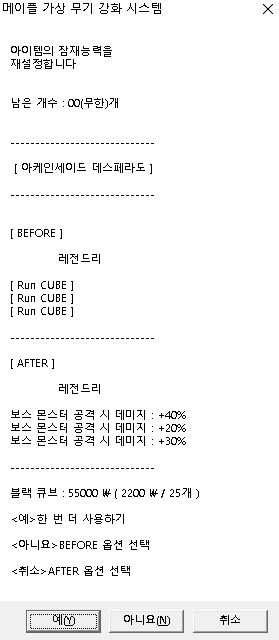 메이플 가상 무기 강화 시스템
아이템의 잠재능력을
재설정합니다
남은 개수 : 00(무한)개
----------------------------
[ 아케인셰이드 데스페라도 ]
----------------------------
[ BEFORE ]
레전드리
[ Run CUBE ]
[ Run CUBE ]
[ Run CUBE ]
----------------------------
[ AFTER ]
레전드리
보스 몬스터 공격 시 데미지 : +40%
보스 몬스터 공격 시 데미지 : +20%
보스 몬스터 공격 시 데미지 : +30%
----------------------------
블랙 큐브 : 55000 ₩ ( 2200 ₩ / 25개 )
<예>한 번 더 사용하기
<아니요>BEFORE 옵션 선택
<취소>AFTER 옵션 선택
예(Y) 아니요(N) 취소